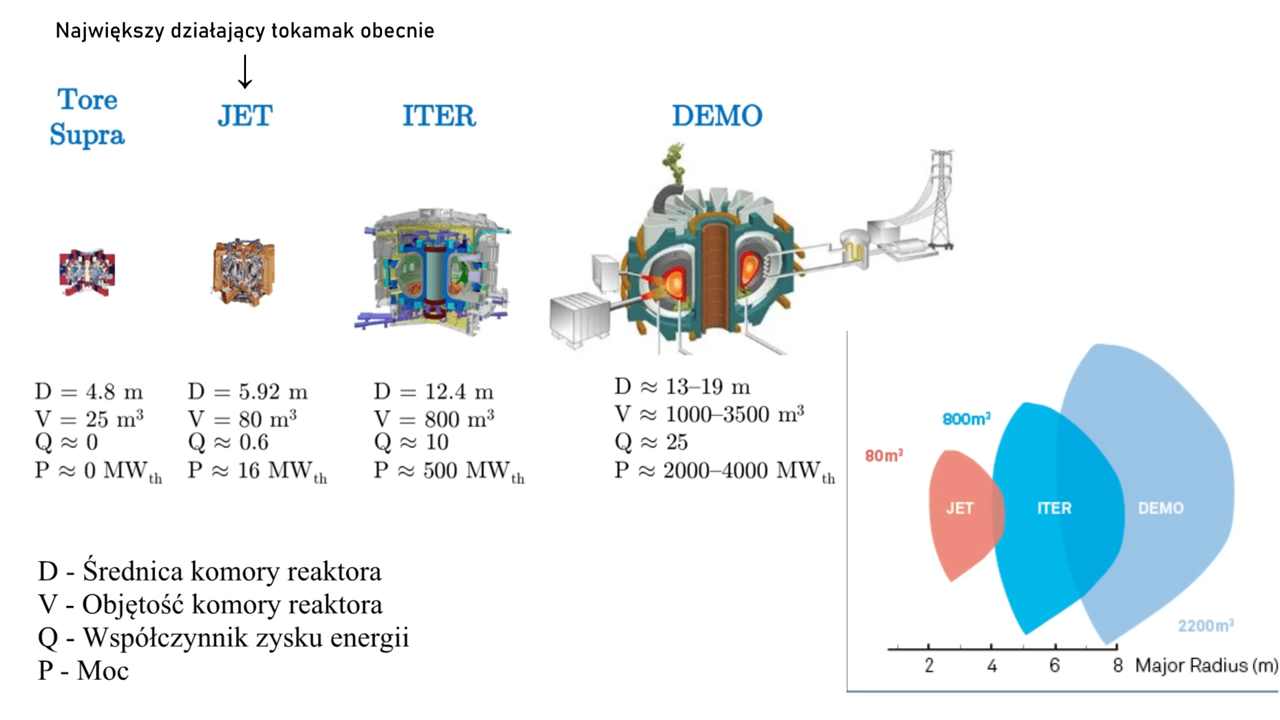 Największy działający tokamak obecnie
Tore
Supra
JET
ITER
DEMO
D = 4.8 m
V = 25 m³
Q ≈ 0
P ≈ 0 MWth
D = 5.92 m
V = 80 m³
Q ≈ 0.6
P ≈ 16 MWth
D = 12.4 m
V = 800 m³
Q ≈ 10
P ≈ 500 MWth
D ≈ 13–19 m
V ≈ 1000–3500 m³
Q ≈ 25
P ≈ 2000–4000 MWth
D - Średnica komory reaktora
V - Objętość komory reaktora
Q - Współczynnik zysku energii
P - Moc
800m³
80m³
JET
ITER
DEMO
2200m³
2 4 6 8 Major Radius (m)